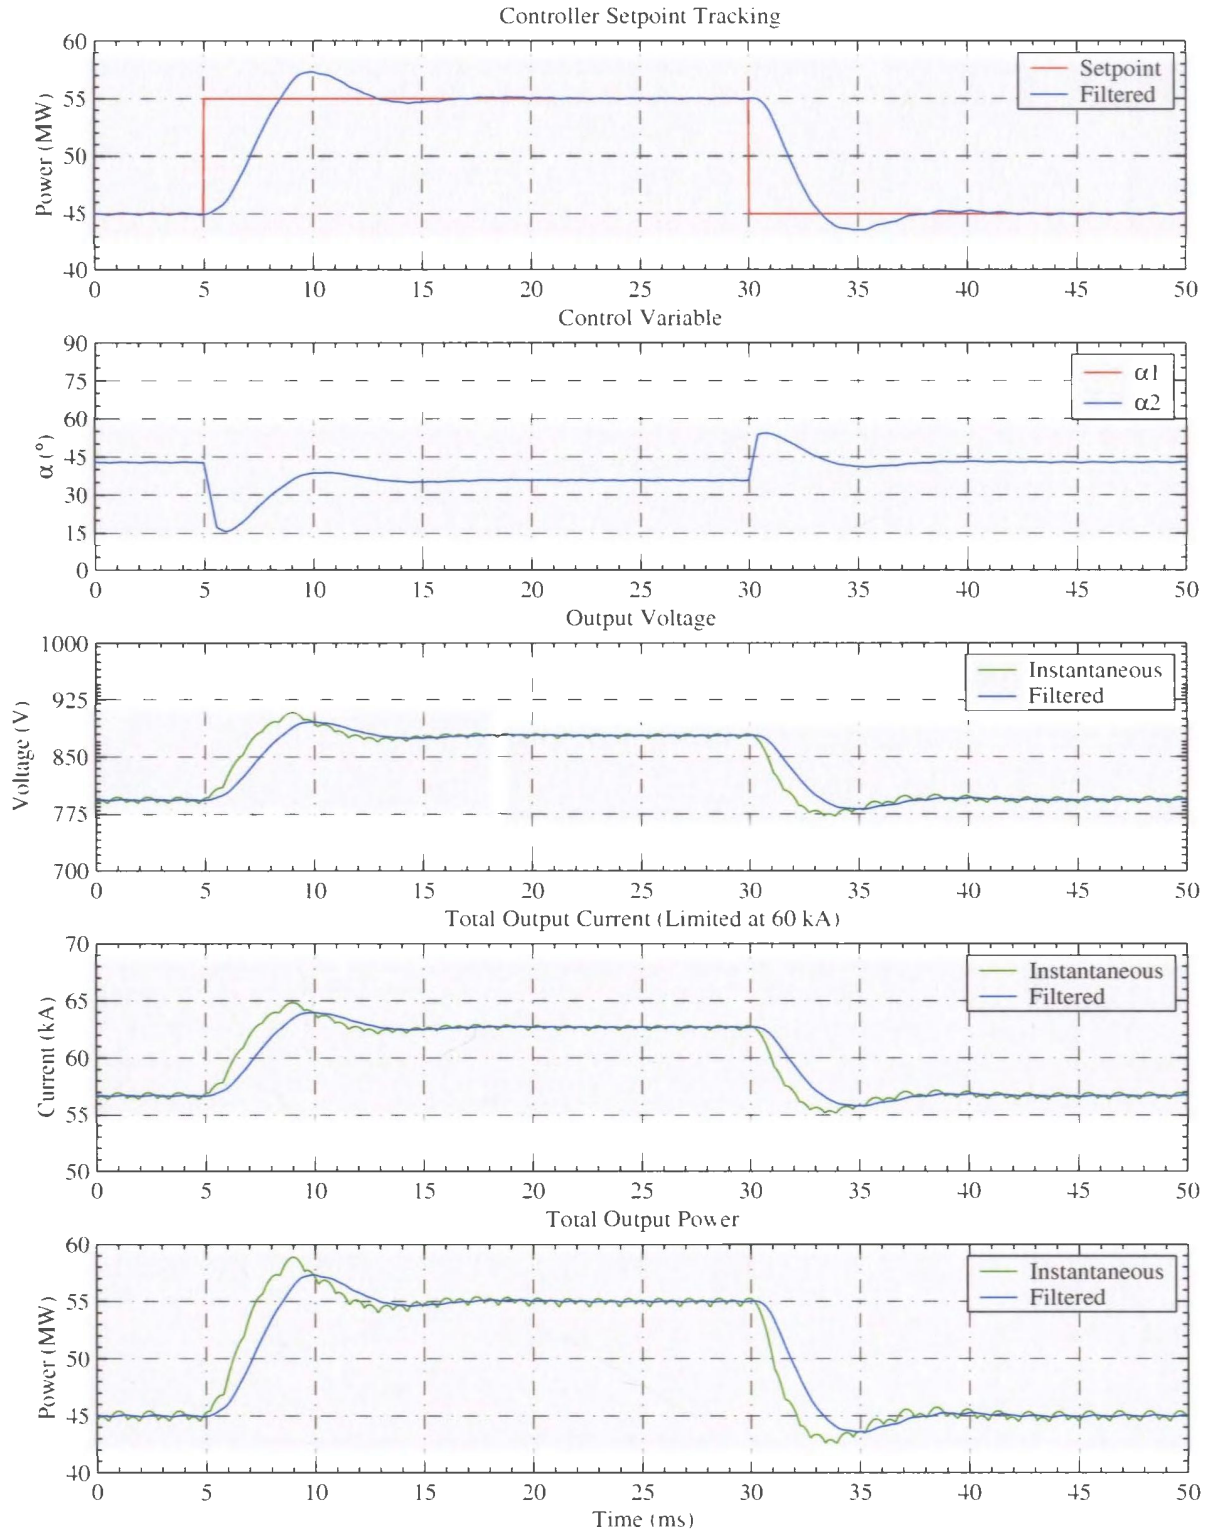 Controller Setpoint Tracking
Power (MW)
60
55
50
45
40
Setpoint
Filtered
0 5 10 15 20 25 30 35 40 45 50
Control Variable
α (°)
90
75
60
45
30
15
0
α1
α2
0 5 10 15 20 25 30 35 40 45 50
Output Voltage
Voltage (V)
1000
925
850
775
700
Instantaneous
Filtered
0 5 10 15 20 25 30 35 40 45 50
Total Output Current (Limited at 60 kA)
Current (kA)
70
65
60
55
50
Instantaneous
Filtered
0 5 10 15 20 25 30 35 40 45 50
Total Output Power
Power (MW)
60
55
50
45
40
Instantaneous
Filtered
0 5 10 15 20 25 30 35 40 45 50
Time (ms)